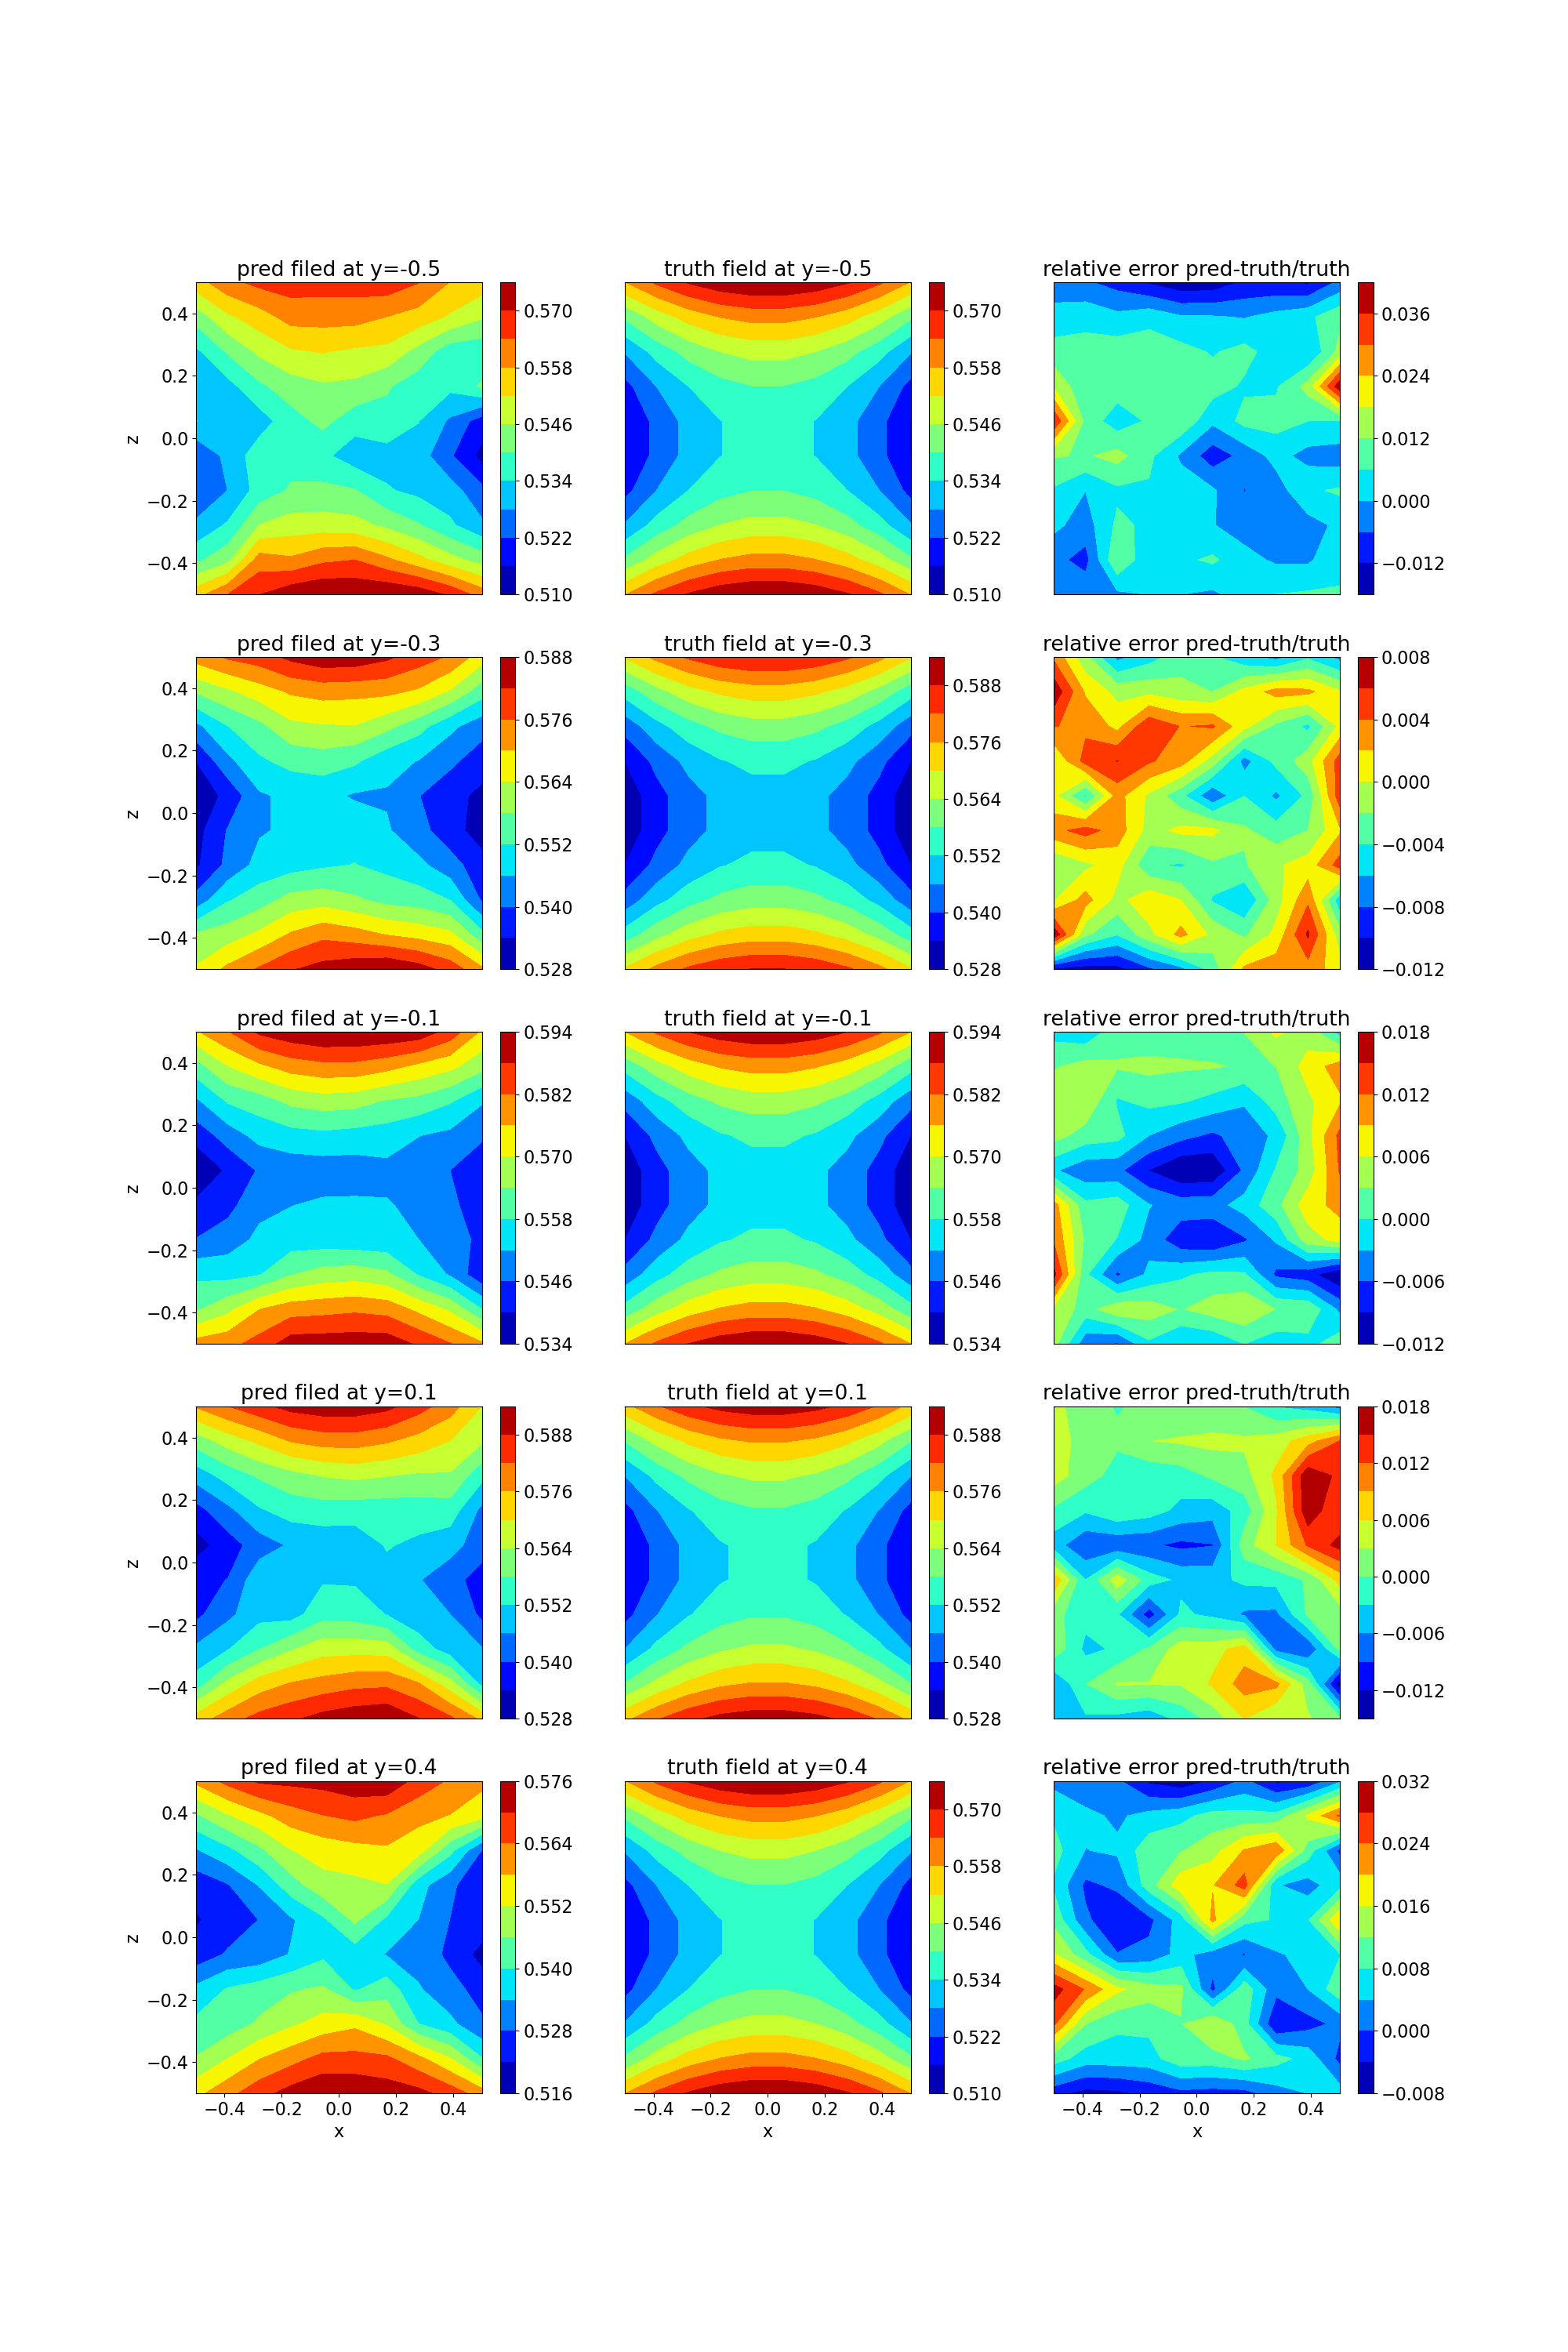 pred filed at y=-0.5 truth field at y=-0.5 relative error pred-truth/truth
0.4 0.570 0.570 0.036
0.2 0.558 0.558 0.024
z 0.0 0.546 0.546 0.012
−0.2 0.534 0.534 0.000
−0.4 0.522 0.522 −0.012
0.510 0.510
pred filed at y=-0.3 truth field at y=-0.3 relative error pred-truth/truth
0.588 0.008
0.4 0.576 0.588 0.004
0.2 0.564 0.576 0.000
z 0.0 0.552 0.564 −0.004
−0.2 0.540 0.552 −0.008
−0.4 0.528 0.540 −0.012
0.528
pred filed at y=-0.1 truth field at y=-0.1 relative error pred-truth/truth
0.594 0.594 0.018
0.4 0.582 0.582 0.012
0.2 0.570 0.570 0.006
z 0.0 0.558 0.558 0.000
−0.2 0.546 0.546 −0.006
−0.4 0.534 0.534 −0.012
pred filed at y=0.1 truth field at y=0.1 relative error pred-truth/truth
0.018
0.4 0.588 0.588 0.012
0.2 0.576 0.576 0.006
z 0.0 0.564 0.564 0.000
−0.2 0.552 0.552 −0.006
−0.4 0.540 0.540 −0.012
0.528 0.528
pred filed at y=0.4 truth field at y=0.4 relative error pred-truth/truth
0.576 0.032
0.4 0.564 0.570 0.024
0.2 0.552 0.558 0.016
z 0.0 0.540 0.546 0.008
−0.2 0.528 0.534 0.000
−0.4 0.516 0.522 −0.008
0.510
−0.4 −0.2 0.0 0.2 0.4 −0.4 −0.2 0.0 0.2 0.4 −0.4 −0.2 0.0 0.2 0.4
x x x